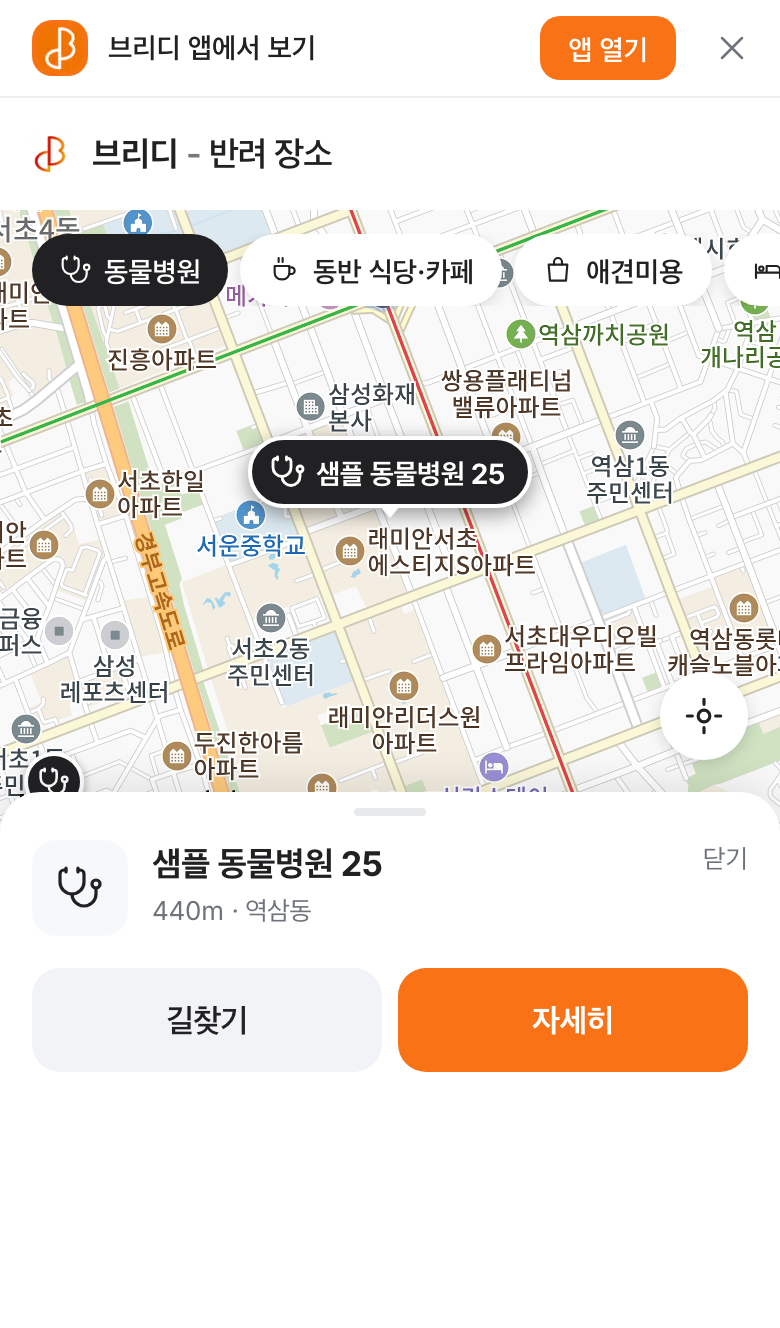 브리디 앱에서 보기
앱 열기
브리디 - 반려 장소
서초4동
동물병원
동반 식당·카페
애견미용
진흥아파트
역삼까치공원
역삼
개나리공
삼성화재
본사
쌍용플래티넘
밸류아파트
역삼1동
주민센터
샘플 동물병원 25
서초한일
아파트
서운중학교
래미안서초
에스티지S아파트
경부고속도로
금융
퍼스
삼성
레포츠센터
서초2동
주민센터
서초대우디오빌
프라임아파트
역삼동롯
캐슬노블아
래미안리더스원
아파트
두진한아름
아파트
샘플 동물병원 25
닫기
440m · 역삼동
길찾기
자세히